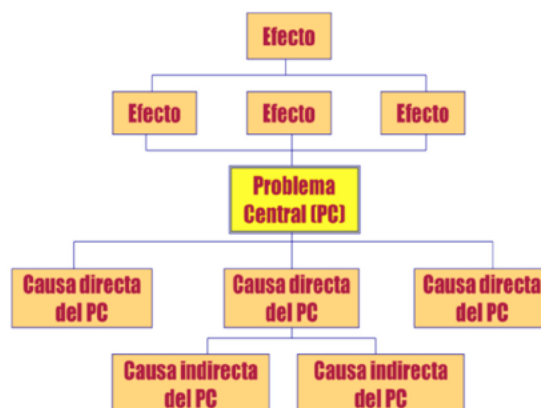 Efecto
Efecto
Efecto
Efecto
Problema
Central (PC)
Causa directa
del PC
Causa directa
del PC
Causa directa
del PC
Causa indirecta
del PC
Causa indirecta
del PC